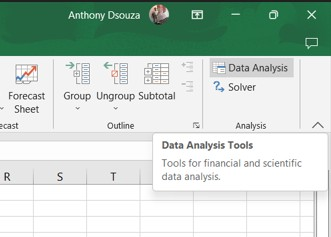 Anthony Dsouza
Data Analysis
Solver
Forecast
Sheet
Group
Ungroup
Subtotal
ecast
Outline
Analysis
Data Analysis Tools
Tools for financial and scientific
data analysis.
R
S
T